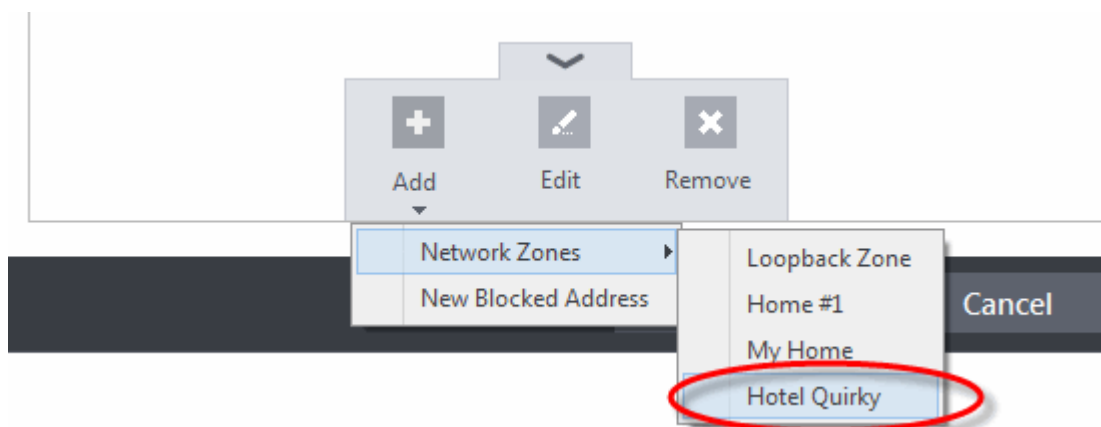 Add Edit Remove
Network Zones
New Blocked Address
Loopback Zone
Home #1
My Home
Hotel Quirky
Cancel